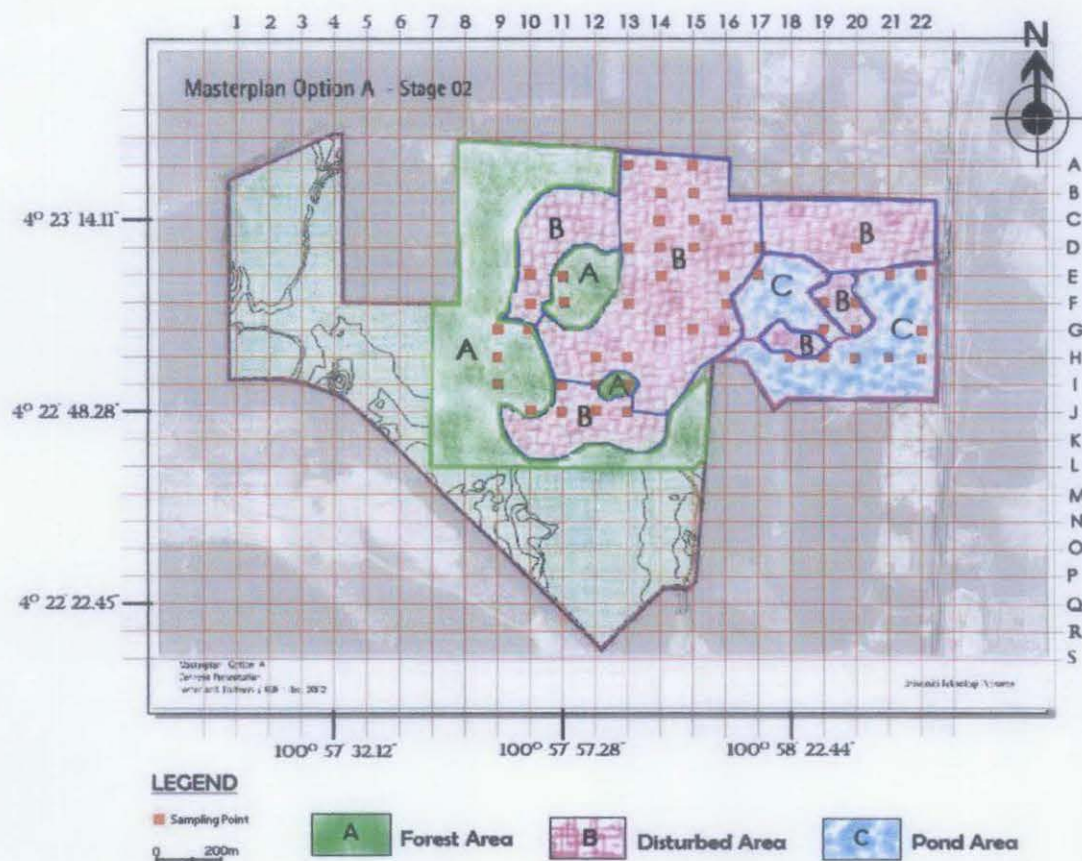 1 2 3 4 5 6 7 8 9 10 11 12 13 14 15 16 17 18 19 20 21 22
N
Masterplan Option A - Stage 02
A
B
4° 23' 14.11"
C
B
B
B
D
A
E
C
B
F
C
G
A
B
H
A
I
4° 22' 48.28"
B
J
K
L
M
N
O
P
4° 22' 22.45"
Q
R
S
Masterplan Option A
100° 57' 32.12"
100° 57' 57.28"
100° 58' 22.44"
LEGEND
Sampling Point
A Forest Area
B Disturbed Area
C Pond Area
0 200m